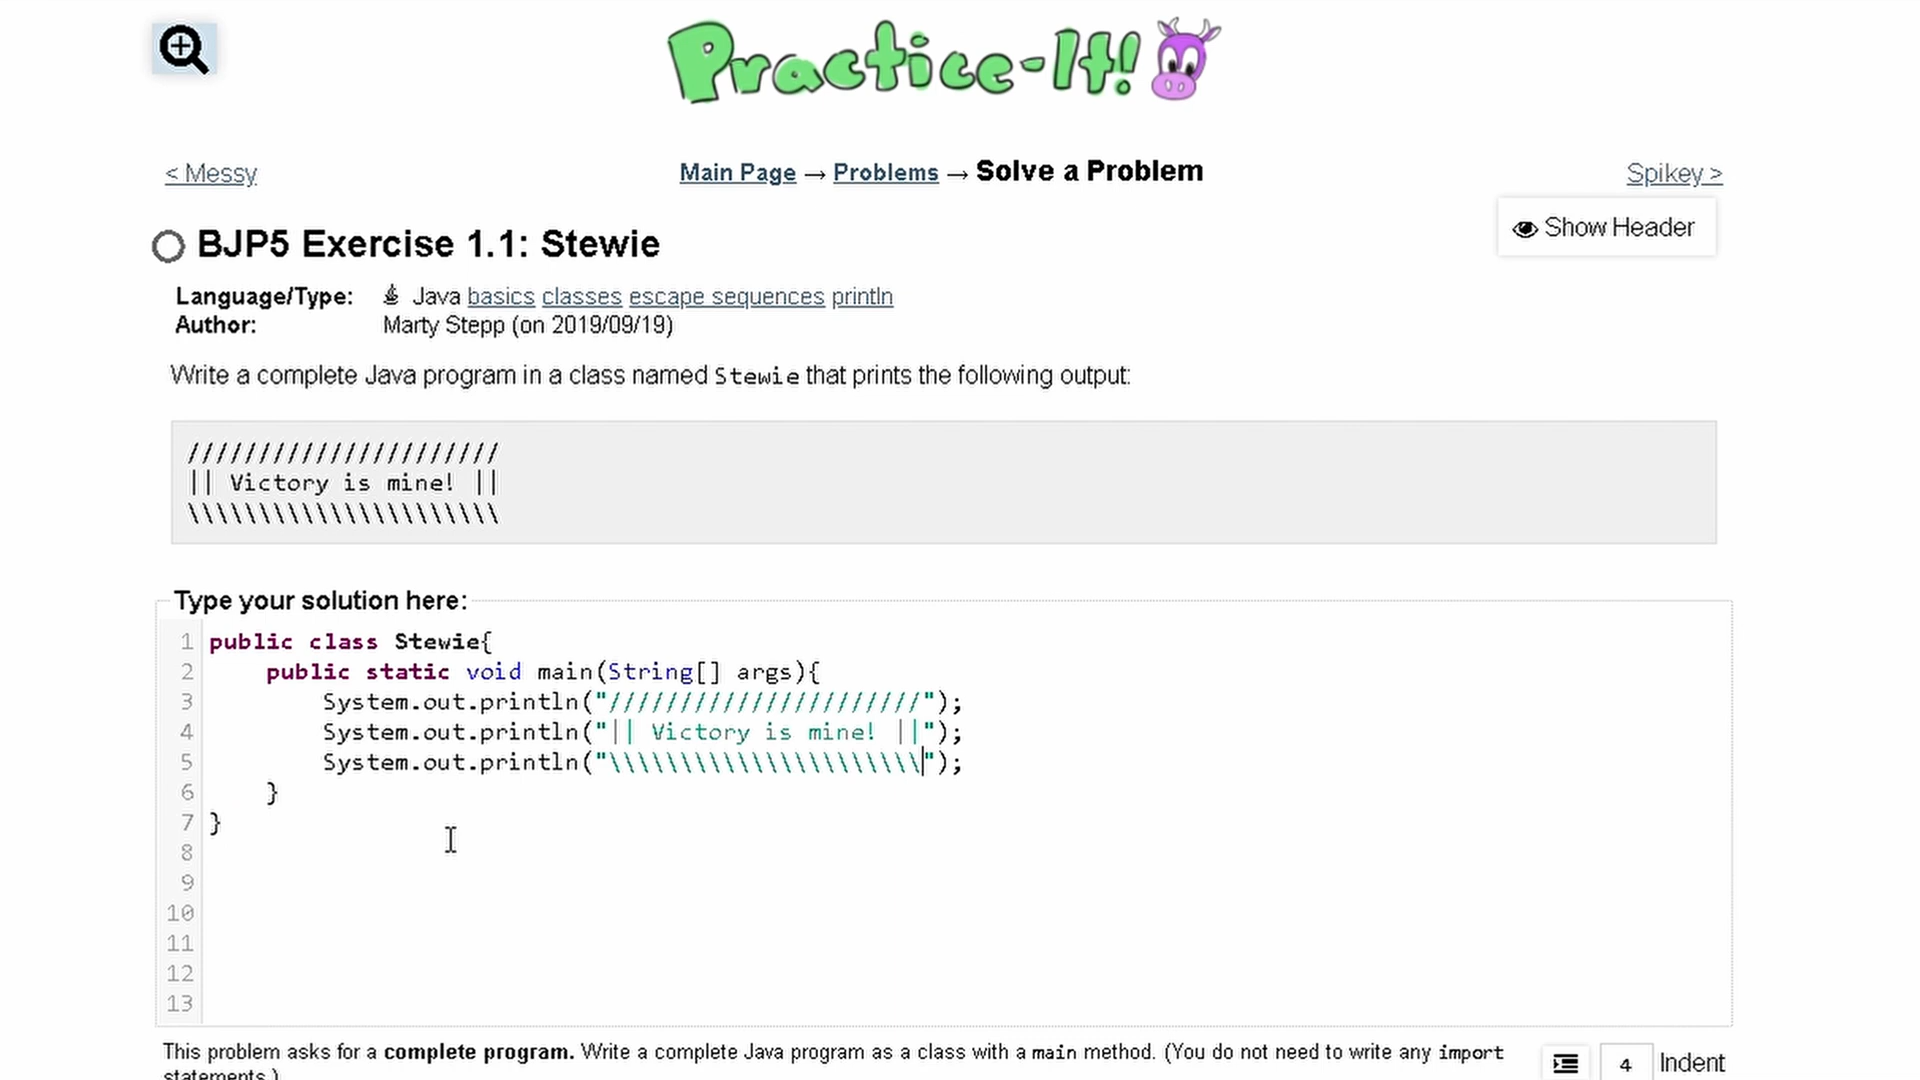 Practice-It!
< Messy
Main Page → Problems → Solve a Problem
Spikey >
Show Header
BJP5 Exercise 1.1: Stewie
Language/Type: Java basics classes escape sequences println
Author: Marty Stepp (on 2019/09/19)
Write a complete Java program in a class named Stewie that prints the following output:
//////////////////////
|| Victory is mine! ||
\\\\\\\\\\\\\\\\\\\\\\
Type your solution here:
1 public class Stewie{
2     public static void main(String[] args){
3         System.out.println("//////////////////////");
4         System.out.println("|| Victory is mine! ||");
5         System.out.println("\\\\\\\\\\\\\\\\\\\\\\");
6     }
7 }
8
9
10
11
12
13
This problem asks for a complete program. Write a complete Java program as a class with a main method. (You do not need to write any import
statements.)
4 Indent